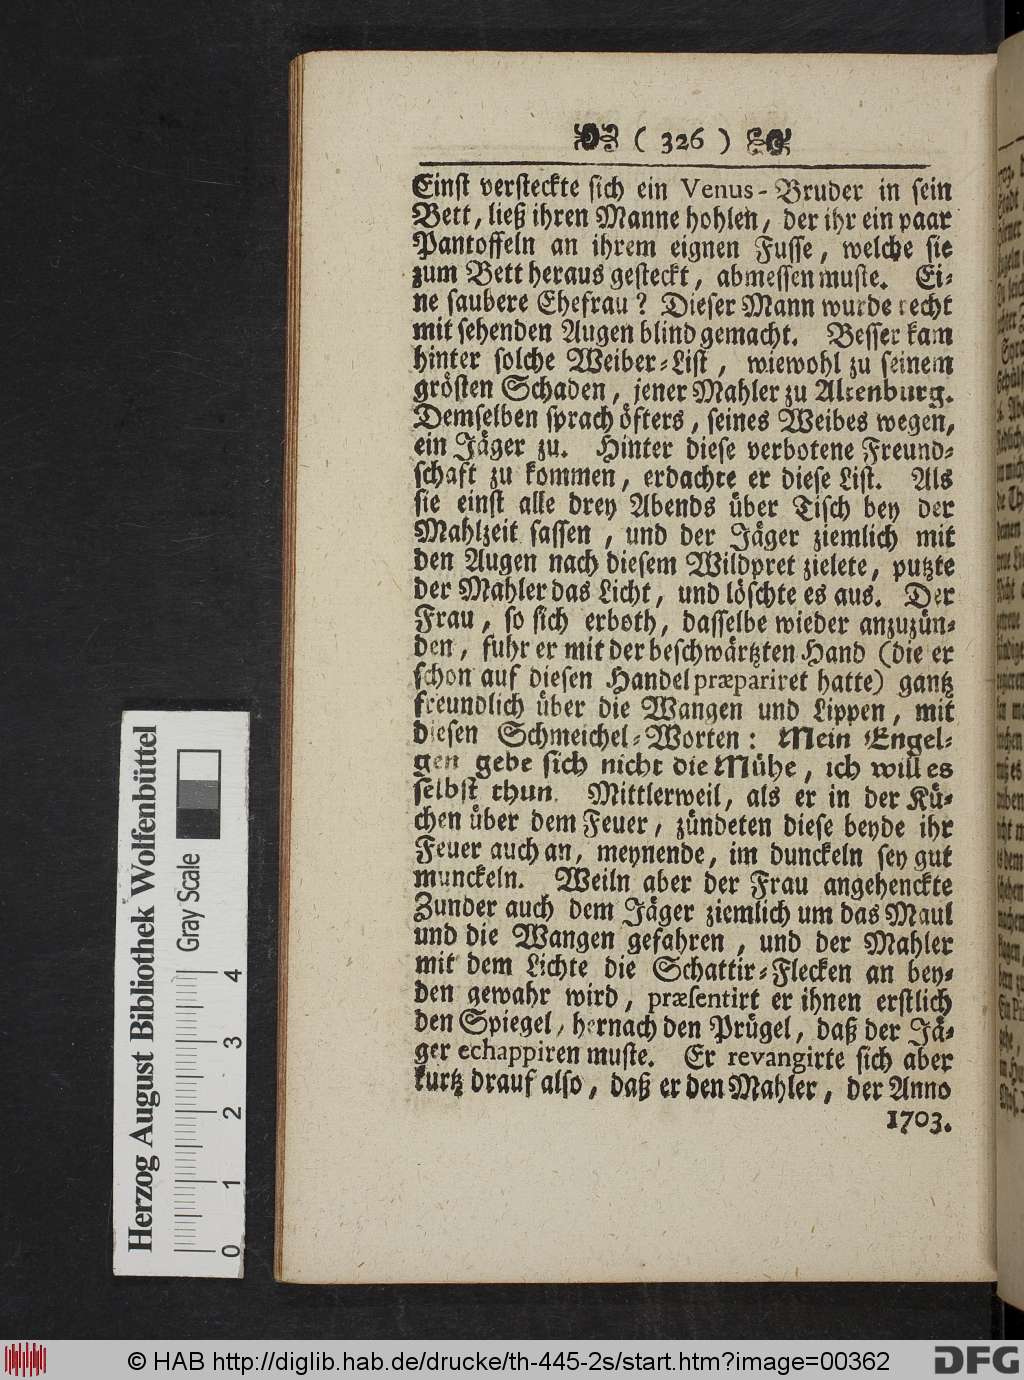 ( 326 )
Einst versteckte sich ein Venus-Bruder in sein
Bett, ließ ihren Manne hohlen, der ihr ein paar
Pantoffeln an ihrem eignen Fusse, welche sie
zum Bett heraus gesteckt, abmessen muste. Ei-
ne saubere Ehefrau? Dieser Mann wurde recht
mit sehenden Augen blind gemacht. Besser kam
hinter solche Weiber-List, wiewohl zu seinem
grösten Schaden, jener Mahler zu Altenburg.
Demselben sprach öfters, seines Weibes wegen,
ein Jäger zu. Hinter diese verbotene Freund-
schaft zu kommen, erdachte er diese List. Als
sie einst alle drey Abends über Tisch bey der
Mahlzeit sassen, und der Jäger ziemlich mit
den Augen nach diesem Wildpret zielete, putzte
der Mahler das Licht, und löschte es aus. Der
Frau, so sich erboth, dasselbe wieder anzuzün-
den, fuhr er mit der beschwärtzten Hand (die er
schon auf diesen Handel præpariret hatte) gantz
freundlich über die Wangen und Lippen, mit
diesen Schmeichel-Worten: Mein Engel-
gen gebe sich nicht die Mühe, ich will es
selbst thun. Mittlerweil, als er in der Kü-
chen über dem Feuer, zündeten diese beyde ihr
Feuer auch an, meynende, im dunckeln sey gut
munckeln. Weiln aber der Frau angehenckte
Zunder auch dem Jäger ziemlich um das Maul
und die Wangen gefahren, und der Mahler
mit dem Lichte die Schattir-Flecken an bey-
den gewahr wird, præsentirt er ihnen erstlich
den Spiegel, hernach den Prügel, daß der Jä-
ger echappiren muste. Er revangirte sich aber
kurtz drauf also, daß er den Mahler, der Anno
1703.
Herzog August Bibliothek Wolfenbüttel
Gray Scale
0 1 2 3 4
© HAB http://diglib.hab.de/drucke/th-445-2s/start.htm?image=00362
DFG